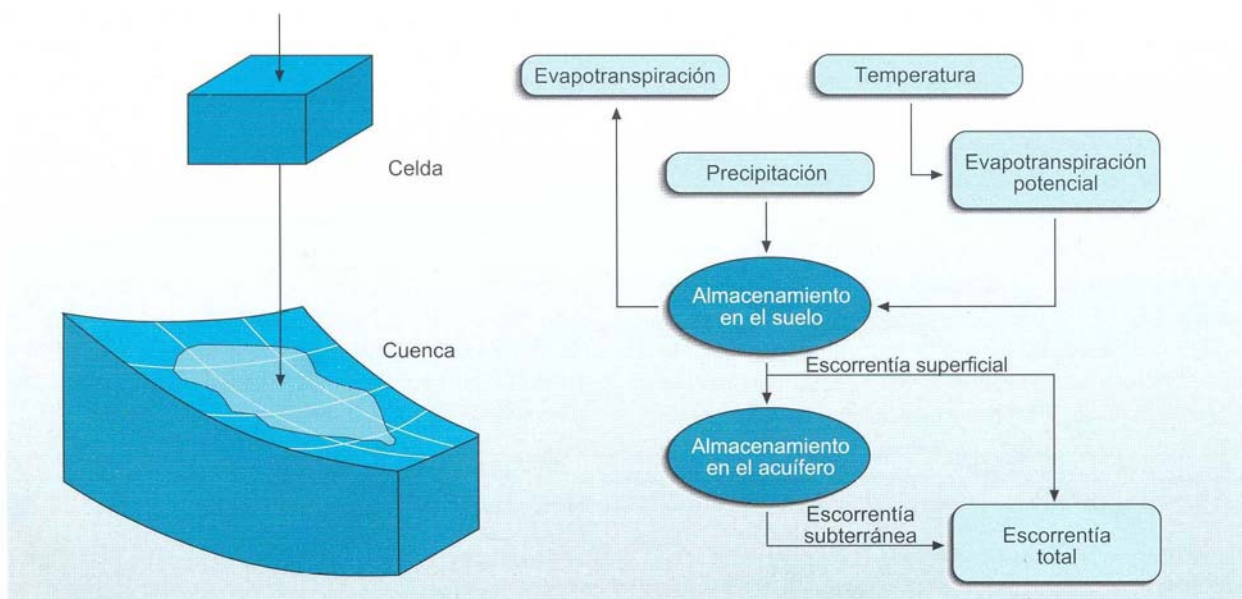 Evapotranspiración
Temperatura
Celda
Precipitación
Evapotranspiración
potencial
Almacenamiento
en el suelo
Cuenca
Escorrentía superficial
Almacenamiento
en el acuífero
Escorrentía
subterránea
Escorrentía
total